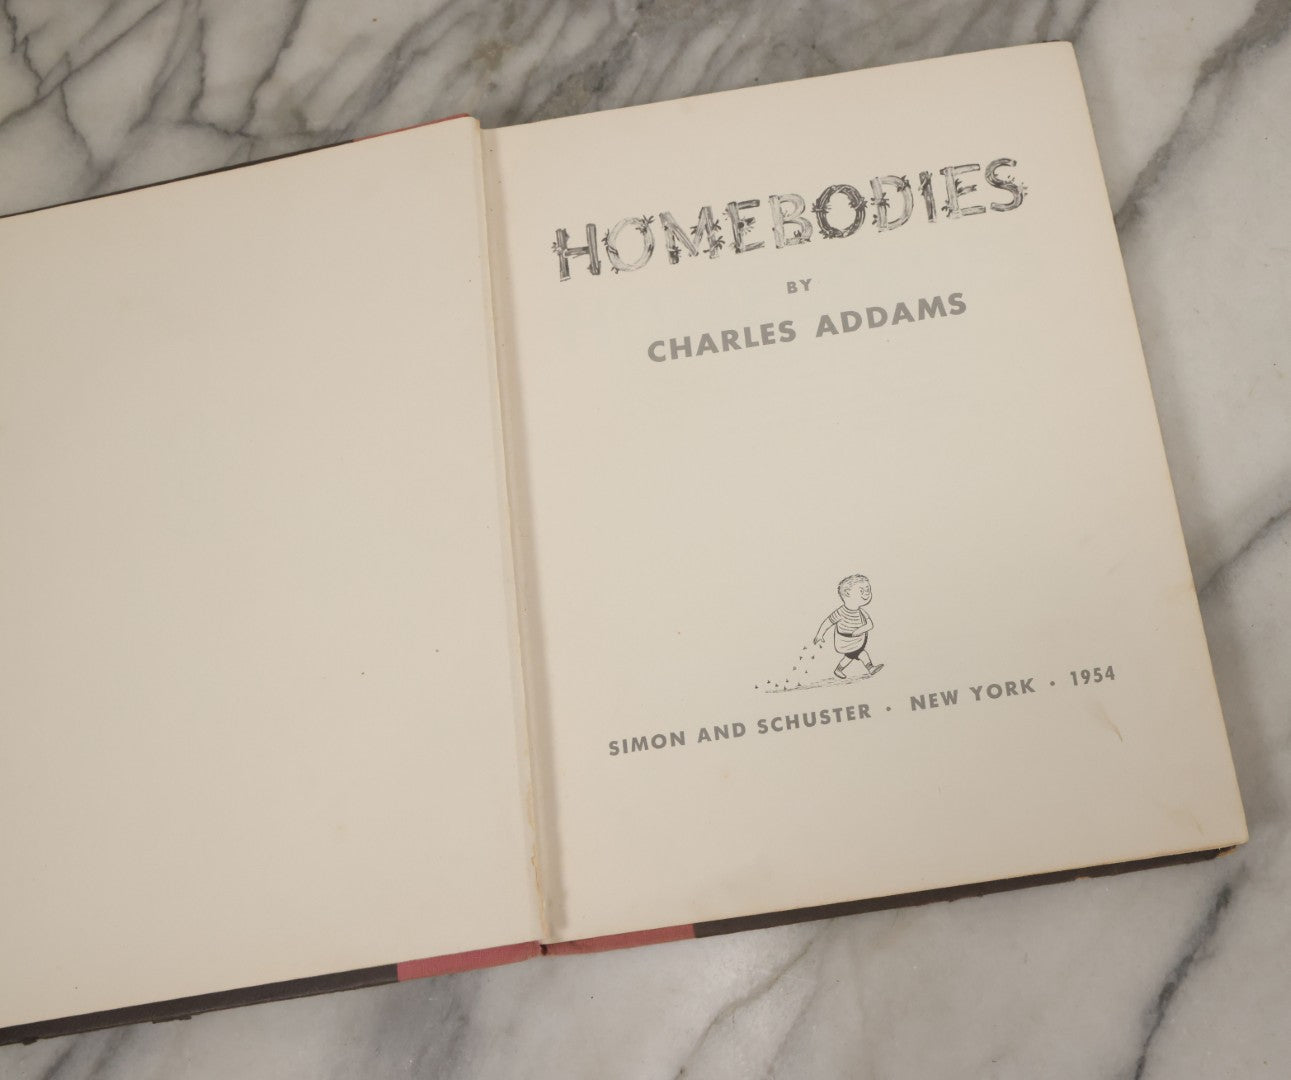 HOMEBODIES
BY
CHARLES ADDAMS
SIMON AND SCHUSTER · NEW YORK · 1954